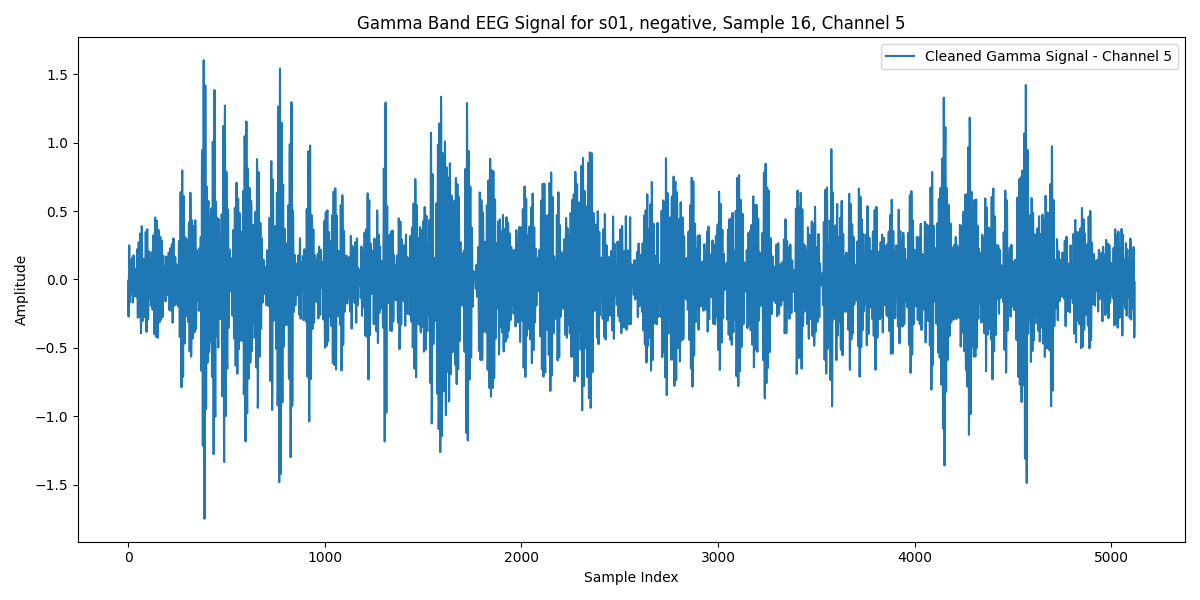 Gamma Band EEG Signal for s01, negative, Sample 16, Channel 5
Cleaned Gamma Signal - Channel 5
1.5
1.0
0.5
0.0
−0.5
−1.0
−1.5
Amplitude
0 1000 2000 3000 4000 5000
Sample Index